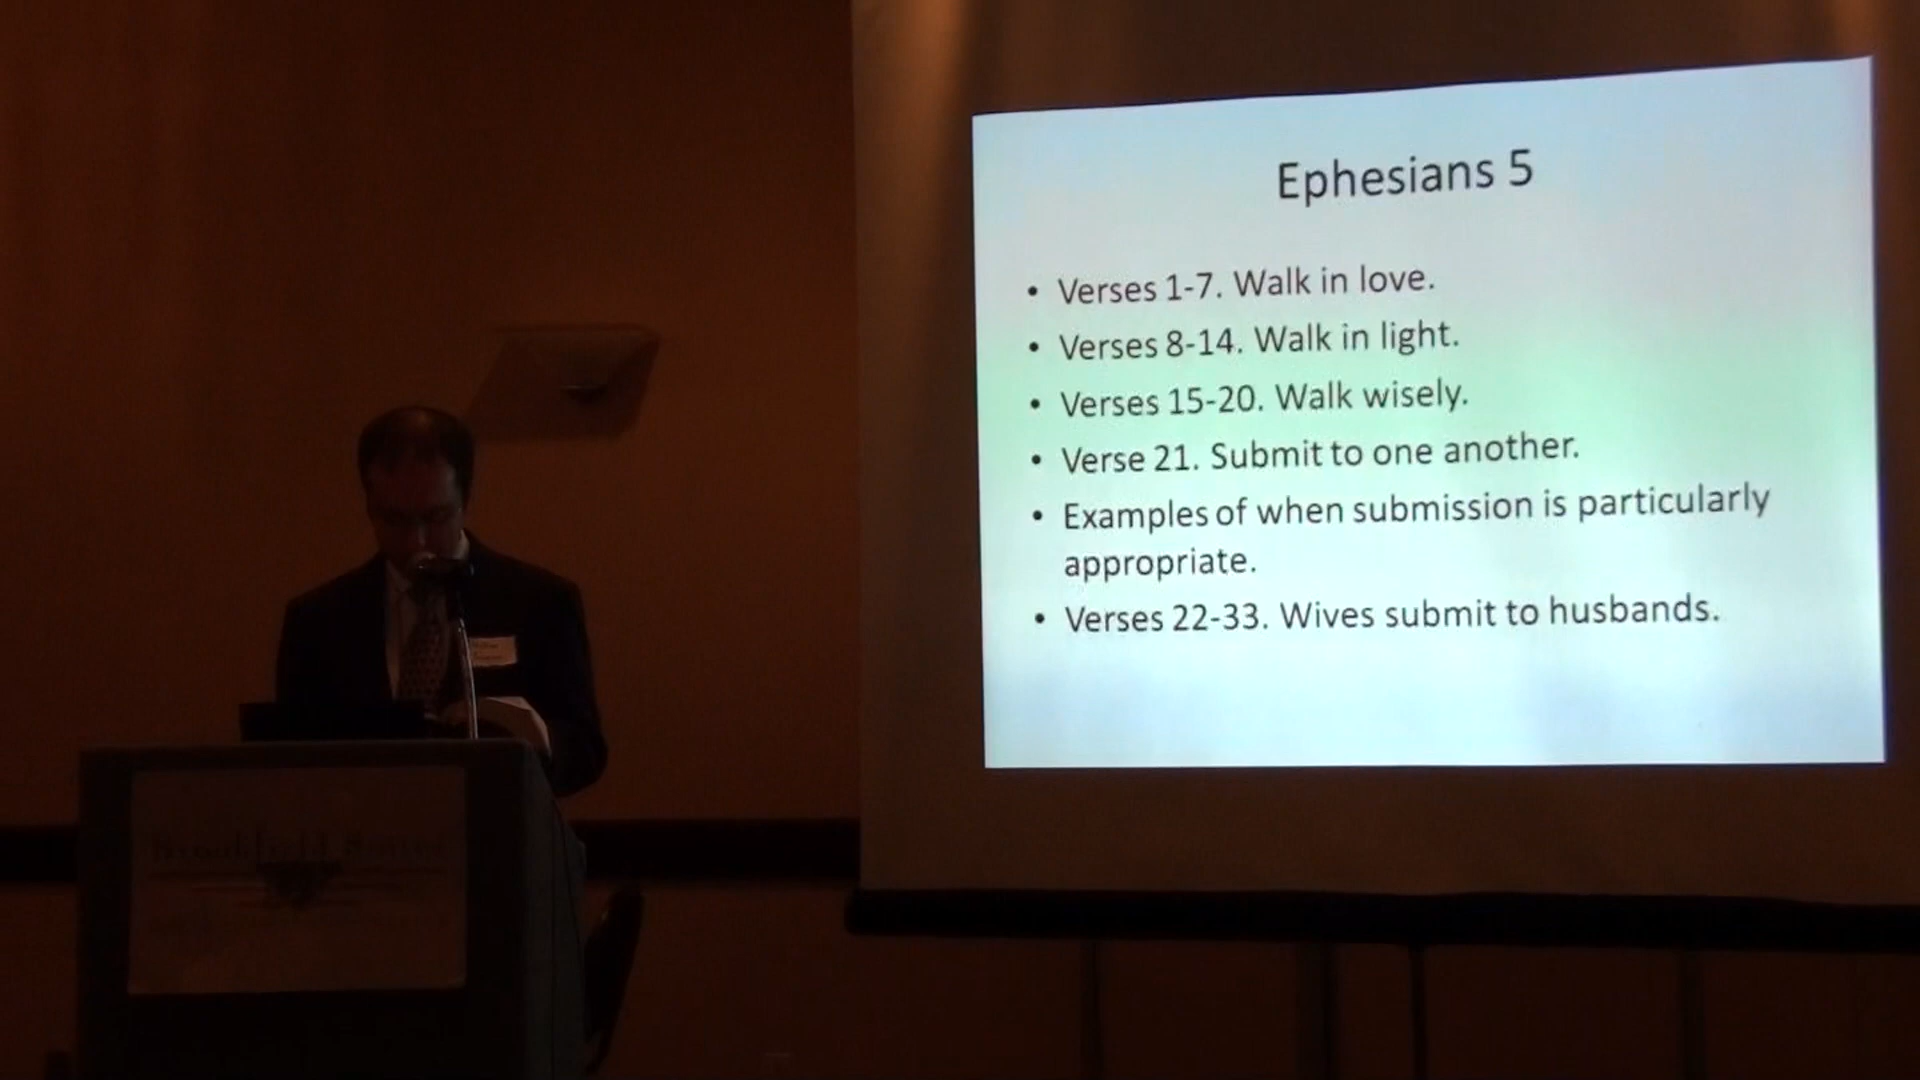 Ephesians 5
• Verses 1-7. Walk in love.
• Verses 8-14. Walk in light.
• Verses 15-20. Walk wisely.
• Verse 21. Submit to one another.
• Examples of when submission is particularly
appropriate.
• Verses 22-33. Wives submit to husbands.